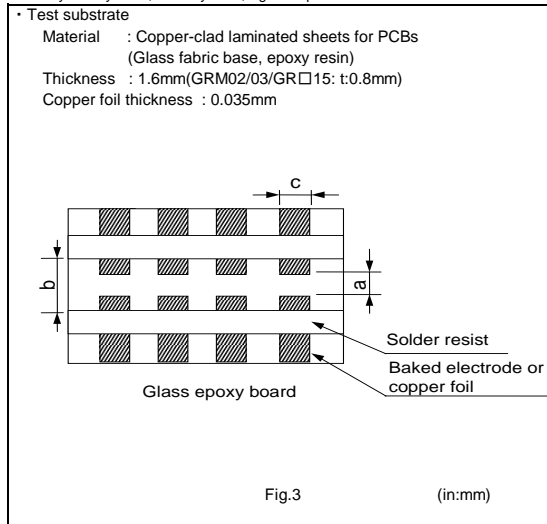 ・Test substrate
Material : Copper-clad laminated sheets for PCBs
(Glass fabric base, epoxy resin)
Thickness : 1.6mm(GRM02/03/GR□15: t:0.8mm)
Copper foil thickness : 0.035mm
c
b
a
Solder resist
Baked electrode or
copper foil
Glass epoxy board
Fig.3 (in:mm)